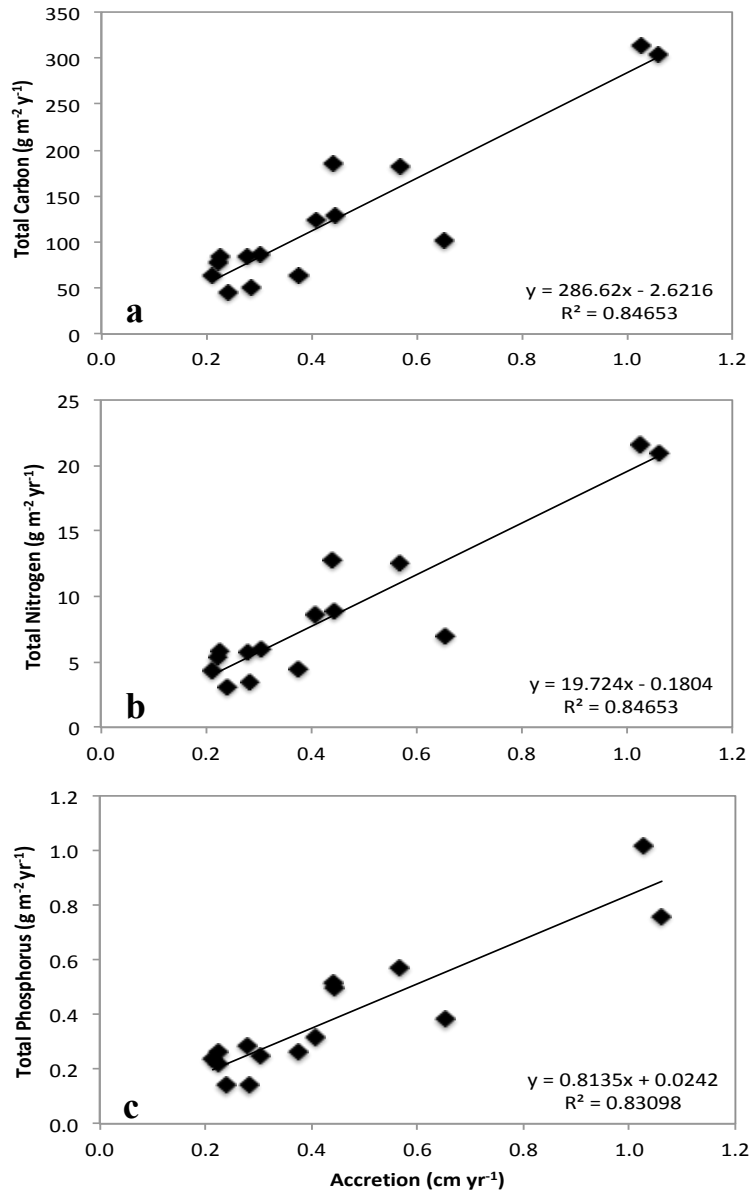 350
300
250
200
150
100
50
0
Total Carbon (g m⁻² y⁻¹)
a
y = 286.62x - 2.6216
R² = 0.84653
0.0 0.2 0.4 0.6 0.8 1.0 1.2
25
20
15
10
5
0
Total Nitrogen (g m⁻² yr⁻¹)
b
y = 19.724x - 0.1804
R² = 0.84653
0.0 0.2 0.4 0.6 0.8 1.0 1.2
1.2
1.0
0.8
0.6
0.4
0.2
0.0
Total Phosphorus (g m⁻² yr⁻¹)
c
y = 0.8135x + 0.0242
R² = 0.83098
0.0 0.2 0.4 0.6 0.8 1.0 1.2
Accretion (cm yr⁻¹)